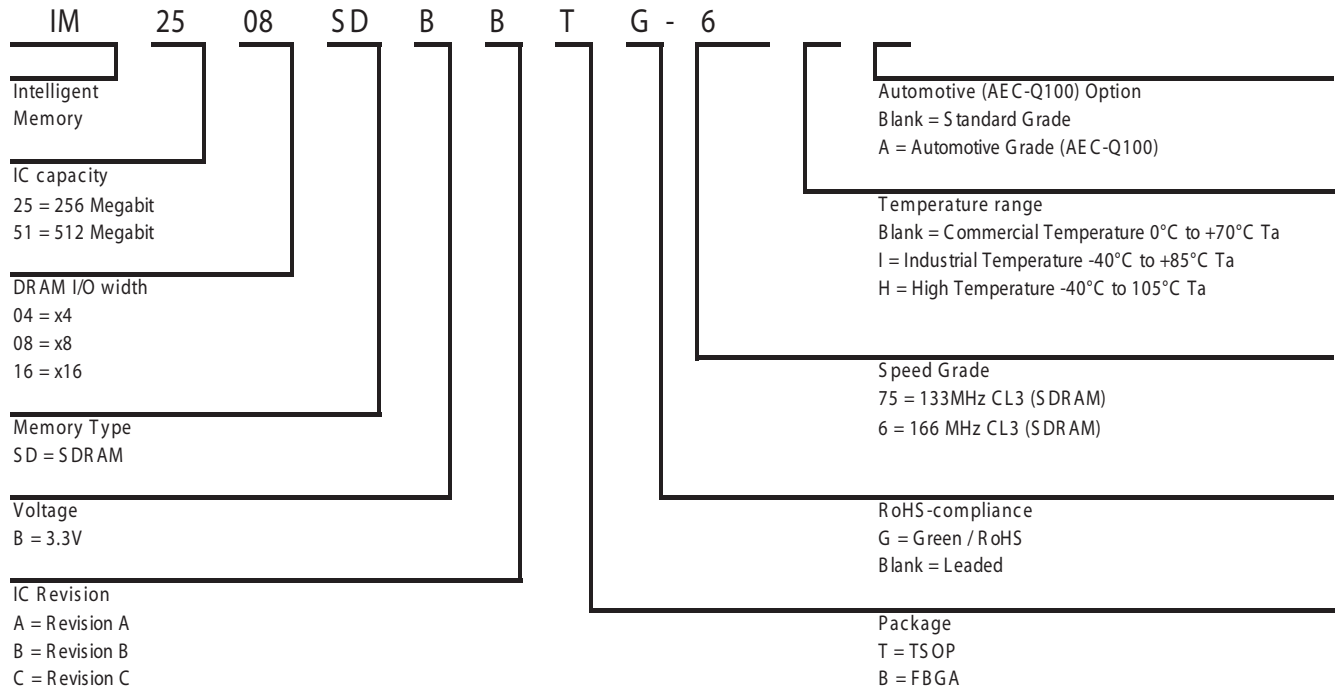 IM 25 08 SD B B T G - 6
Intelligent
Memory
IC capacity
25 = 256 Megabit
51 = 512 Megabit
DRAM I/O width
04 = x4
08 = x8
16 = x16
Memory Type
SD = SDRAM
Voltage
B = 3.3V
IC Revision
A = Revision A
B = Revision B
C = Revision C
Automotive (AEC-Q100) Option
Blank = Standard Grade
A = Automotive Grade (AEC-Q100)
Temperature range
Blank = Commercial Temperature 0°C to +70°C Ta
I = Industrial Temperature -40°C to +85°C Ta
H = High Temperature -40°C to 105°C Ta
Speed Grade
75 = 133MHz CL3 (SDRAM)
6 = 166 MHz CL3 (SDRAM)
RoHS-compliance
G = Green / RoHS
Blank = Leaded
Package
T = TSOP
B = FBGA